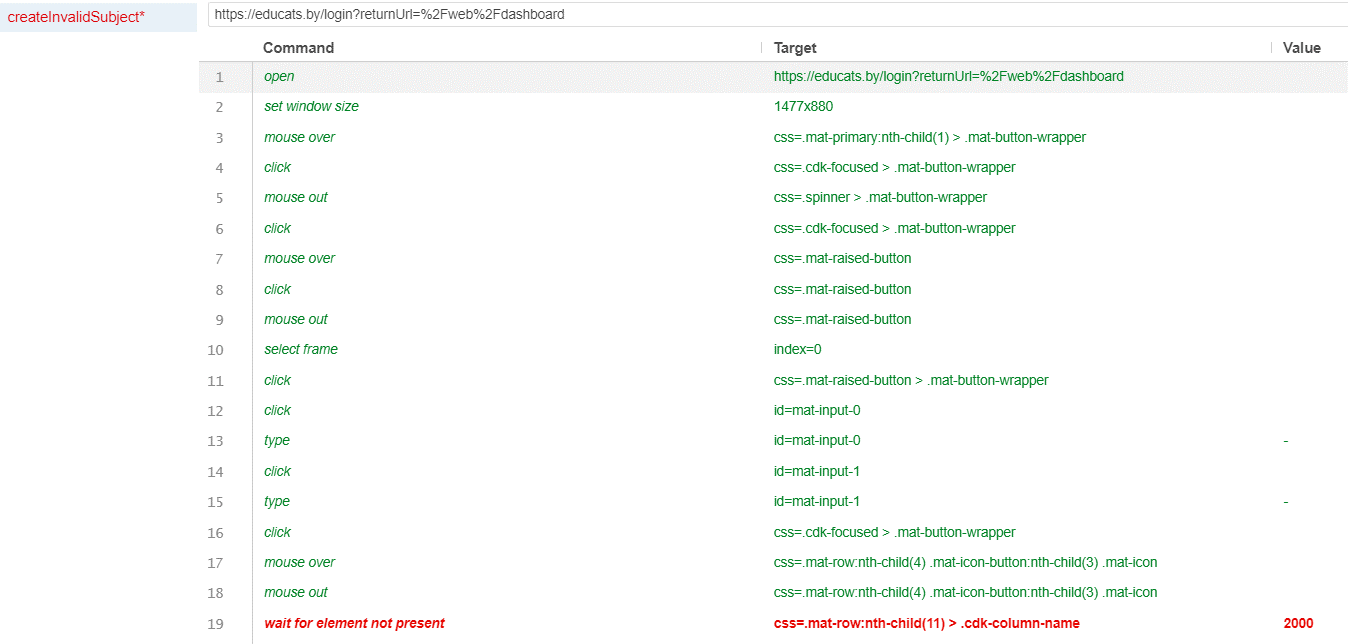 createInvalidSubject*
https://educats.by/login?returnUrl=%2Fweb%2Fdashboard
Command Target Value
1 open https://educats.by/login?returnUrl=%2Fweb%2Fdashboard
2 set window size 1477x880
3 mouse over css=.mat-primary:nth-child(1) > .mat-button-wrapper
4 click css=.cdk-focused > .mat-button-wrapper
5 mouse out css=.spinner > .mat-button-wrapper
6 click css=.cdk-focused > .mat-button-wrapper
7 mouse over css=.mat-raised-button
8 click css=.mat-raised-button
9 mouse out css=.mat-raised-button
10 select frame index=0
11 click css=.mat-raised-button > .mat-button-wrapper
12 click id=mat-input-0
13 type id=mat-input-0 -
14 click id=mat-input-1
15 type id=mat-input-1 -
16 click css=.cdk-focused > .mat-button-wrapper
17 mouse over css=.mat-row:nth-child(4) .mat-icon-button:nth-child(3) .mat-icon
18 mouse out css=.mat-row:nth-child(4) .mat-icon-button:nth-child(3) .mat-icon
19 wait for element not present css=.mat-row:nth-child(11) > .cdk-column-name 2000